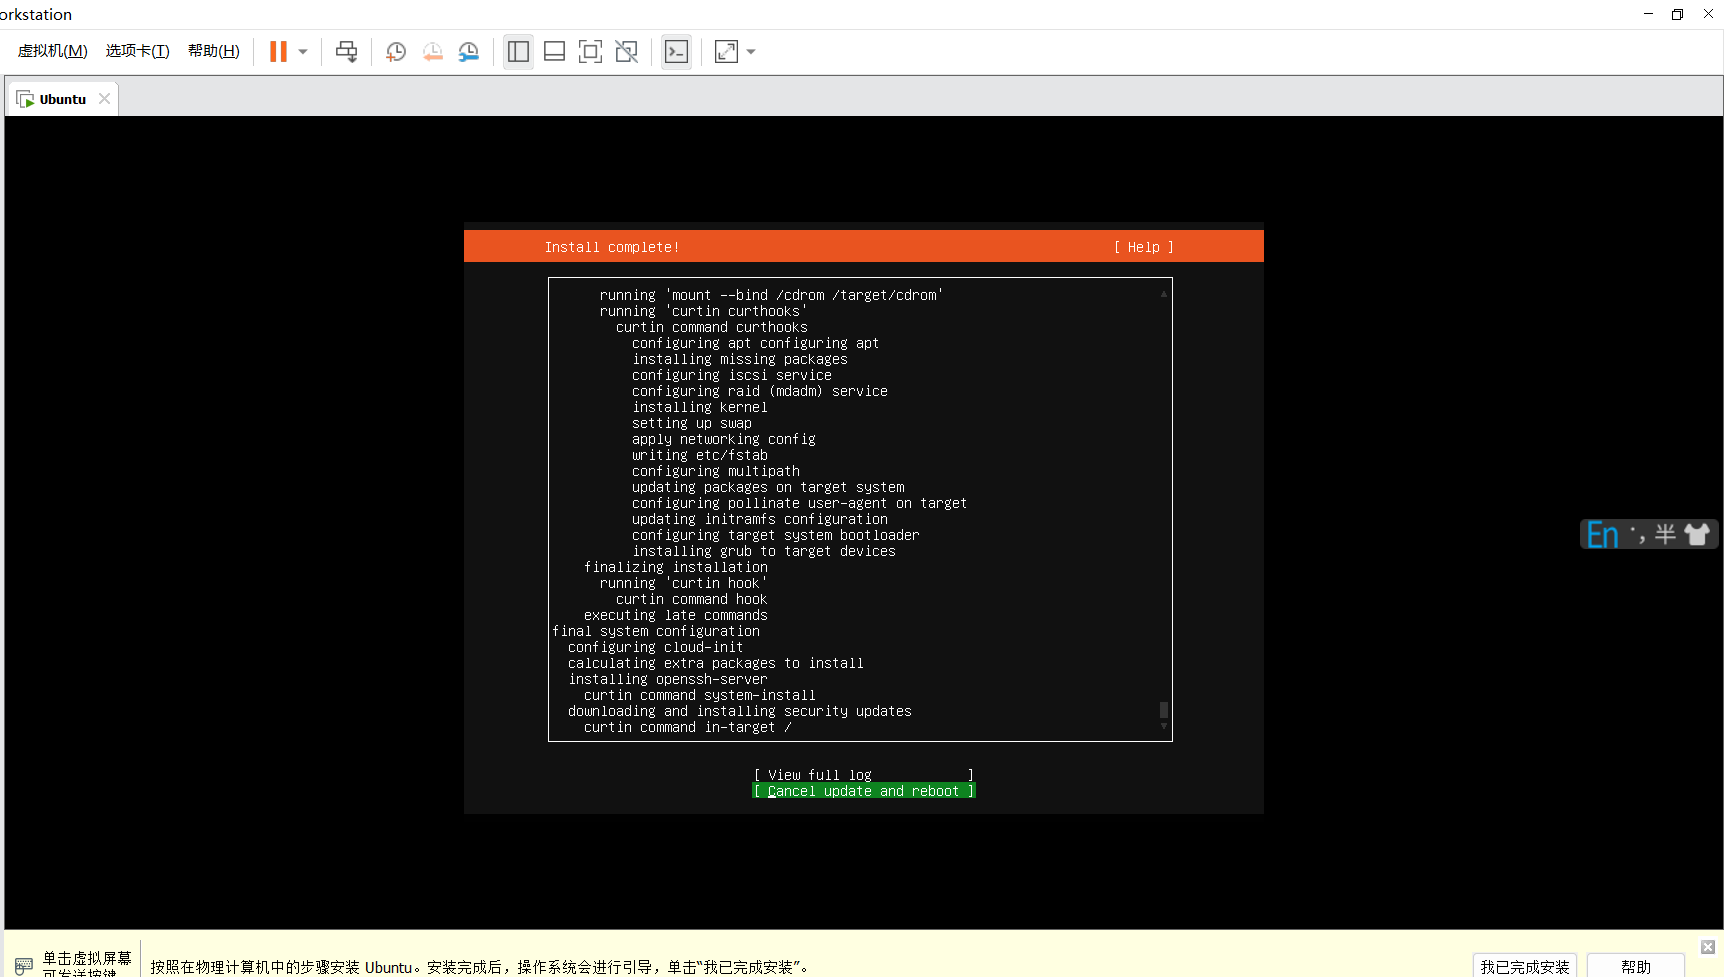 orkstation
虚拟机(M) 选项卡(T) 帮助(H)
Ubuntu
Install complete! [ Help ]
running 'mount --bind /cdrom /target/cdrom'
running 'curtin curthooks'
curtin command curthooks
configuring apt configuring apt
installing missing packages
configuring iscsi service
configuring raid (mdadm) service
installing kernel
setting up swap
apply networking config
writing etc/fstab
configuring multipath
updating packages on target system
configuring pollinate user-agent on target
updating initramfs configuration
configuring target system bootloader
installing grub to target devices
finalizing installation
running 'curtin hook'
curtin command hook
executing late commands
final system configuration
configuring cloud-init
calculating extra packages to install
installing openssh-server
curtin command system-install
downloading and installing security updates
curtin command in-target /
[ View full log ]
[ Cancel update and reboot ]
En ·, 半
单击虚拟屏幕
可发送按键
按照在物理计算机中的步骤安装 Ubuntu。安装完成后，操作系统会进行引导，单击“我已完成安装”。
我已完成安装 帮助